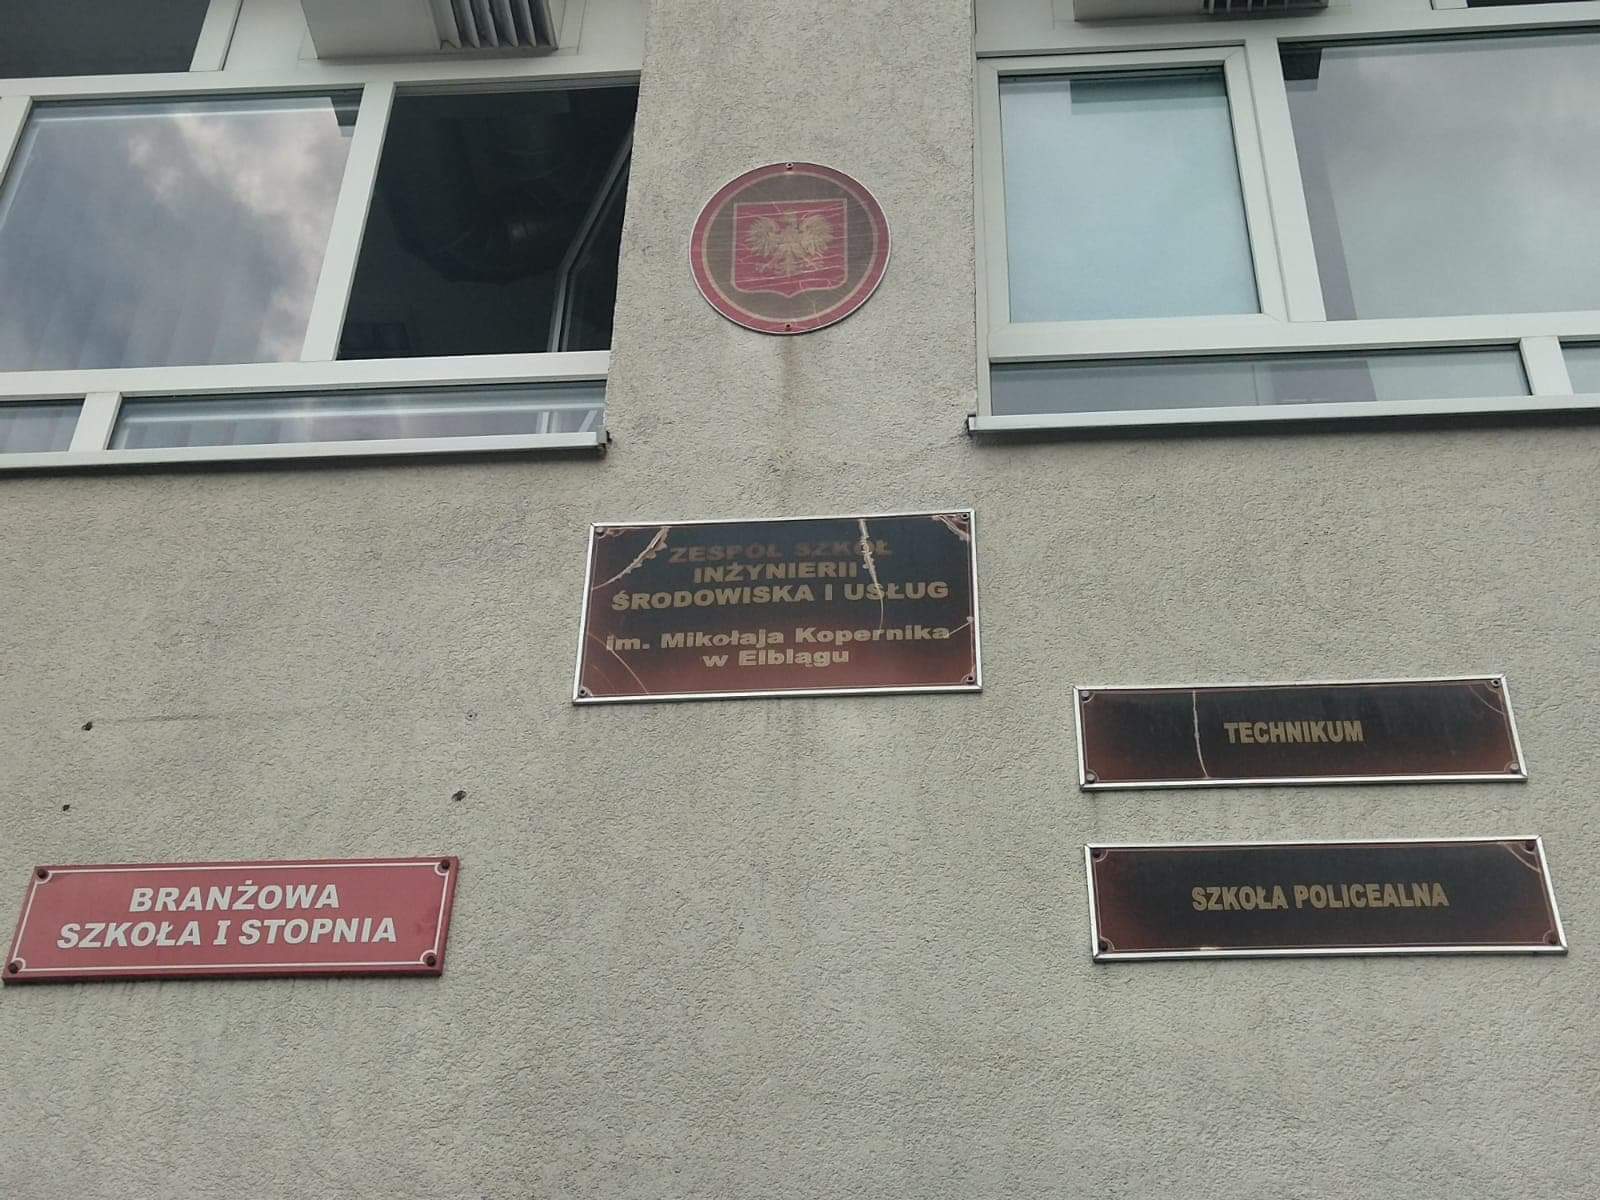 ZESPÓŁ SZKÓŁ
INŻYNIERII
ŚRODOWISKA I USŁUG
im. Mikołaja Kopernika
w Elblągu
TECHNIKUM
SZKOŁA POLICEALNA
BRANŻOWA
SZKOŁA I STOPNIA